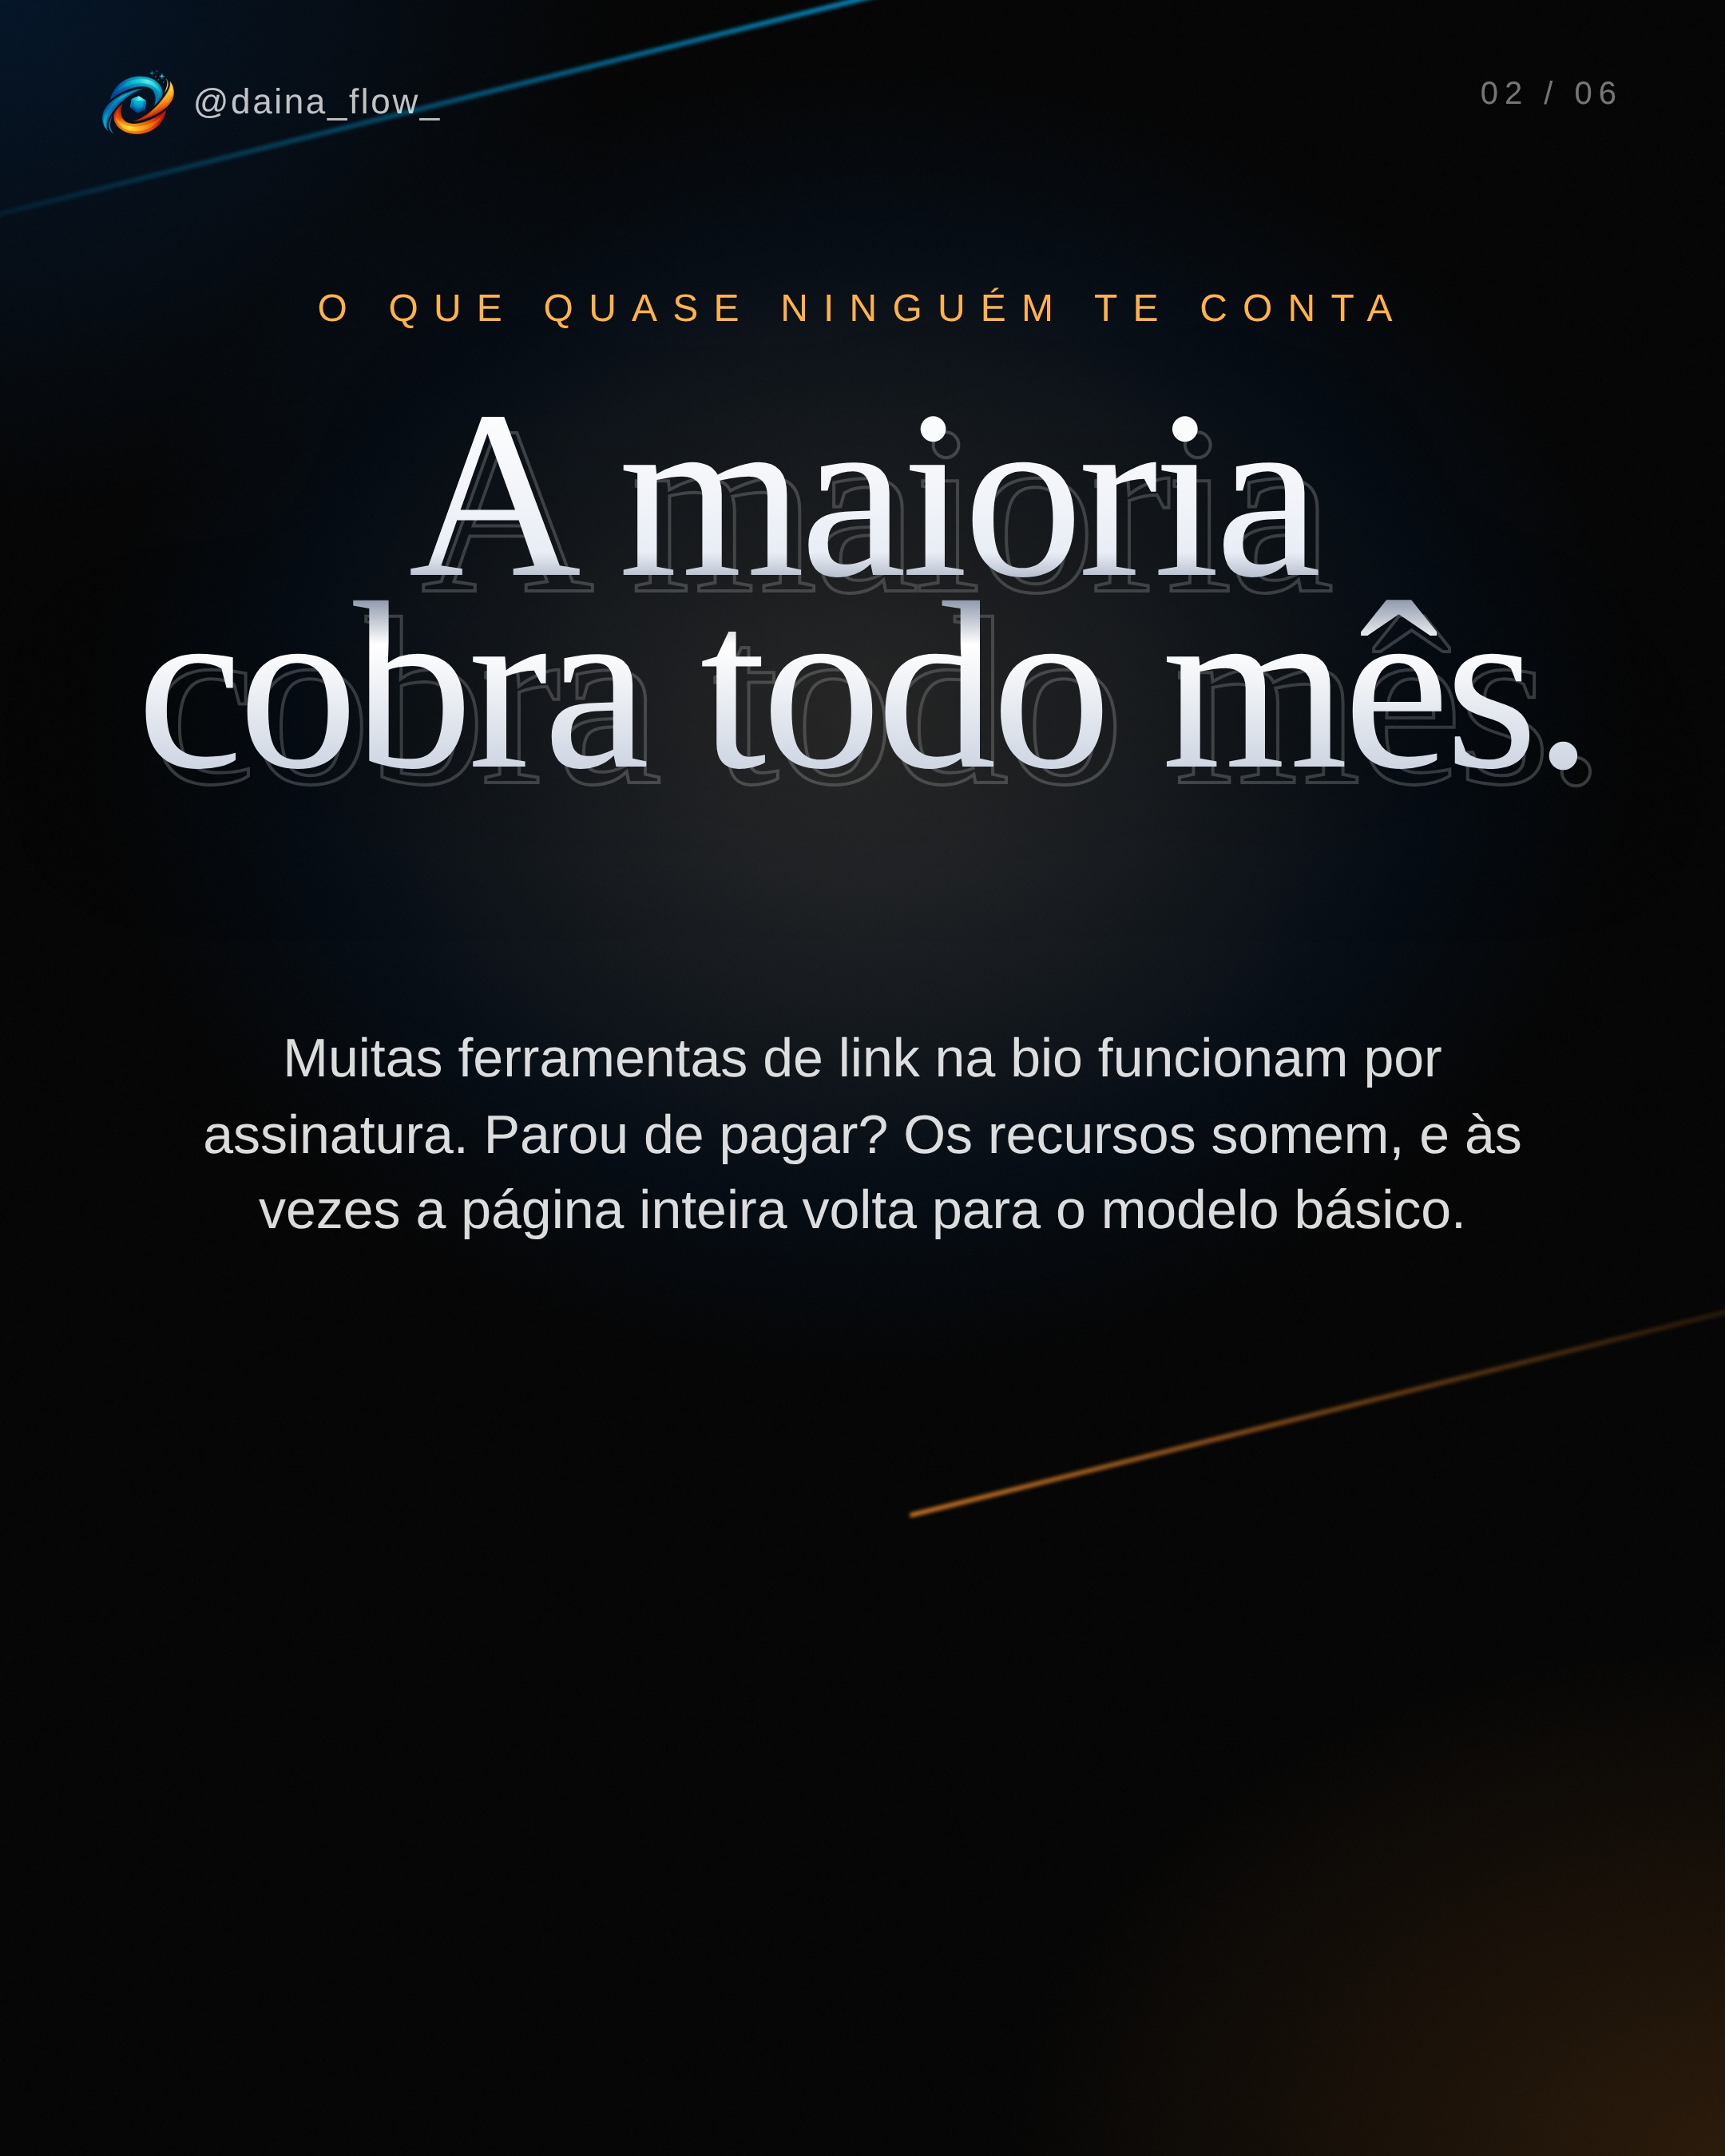 @daina_flow_
02 / 06
O QUE QUASE NINGUÉM TE CONTA
A maioria
cobra todo mês.
Muitas ferramentas de link na bio funcionam por
assinatura. Parou de pagar? Os recursos somem, e às
vezes a página inteira volta para o modelo básico.